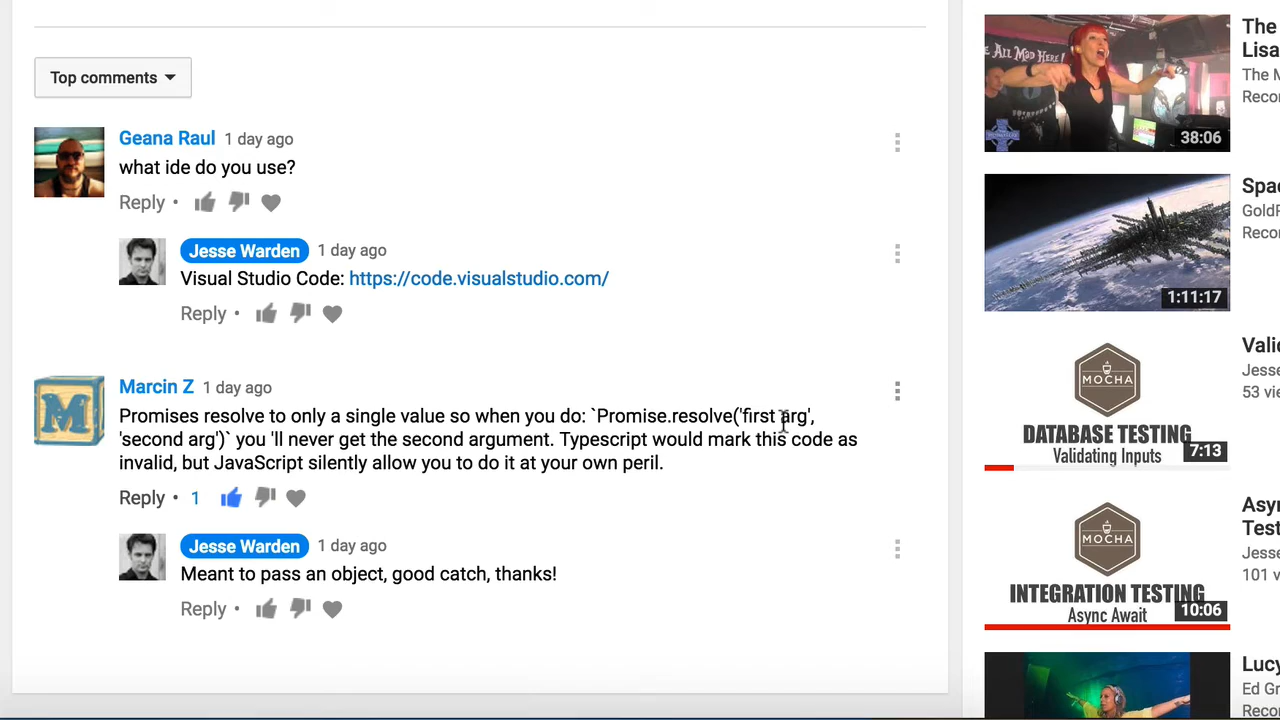 Top comments
Geana Raul 1 day ago
what ide do you use?
Reply •
Jesse Warden 1 day ago
Visual Studio Code: https://code.visualstudio.com/
Reply •
Marcin Z 1 day ago
Promises resolve to only a single value so when you do: `Promise.resolve('first arg',
'second arg')` you 'll never get the second argument. Typescript would mark this code as
invalid, but JavaScript silently allow you to do it at your own peril.
Reply • 1
Jesse Warden 1 day ago
Meant to pass an object, good catch, thanks!
Reply •
M
ALL MAD HERE!
38:06
The
Lisa
The M
Recor
1:11:17
Spac
GoldF
Recor
MOCHA
DATABASE TESTING
Validating Inputs
7:13
Valid
Jesse
53 vie
MOCHA
INTEGRATION TESTING
Async Await
10:06
Asyn
Test
Jesse
101 v
Lucy
Ed Gr
Recor